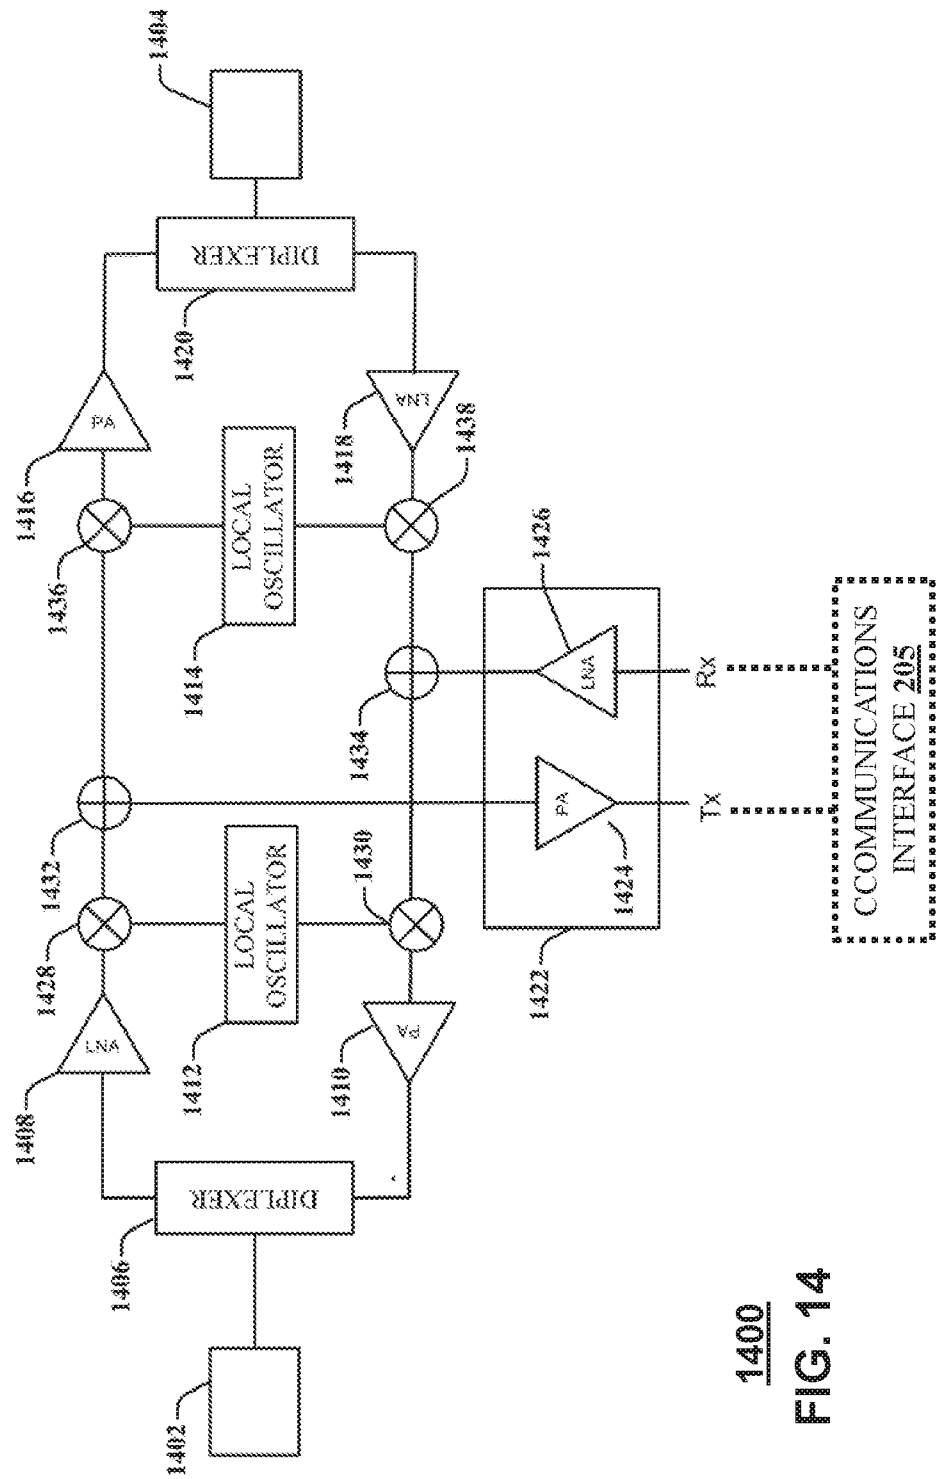 1404
1416
PA
DIPLEXER
1420
1418
LNA
1438
1436
LOCAL
OSCILLATOR
1414
1434
1426
LNA
Rx
1432
1428
LOCAL
OSCILLATOR
1412
1430
PA
1424
Tx
1422
CCOMMUNICATIONS
INTERFACE 205
1408
LNA
1410
PA
DIPLEXER
1406
1402
1400
FIG. 14